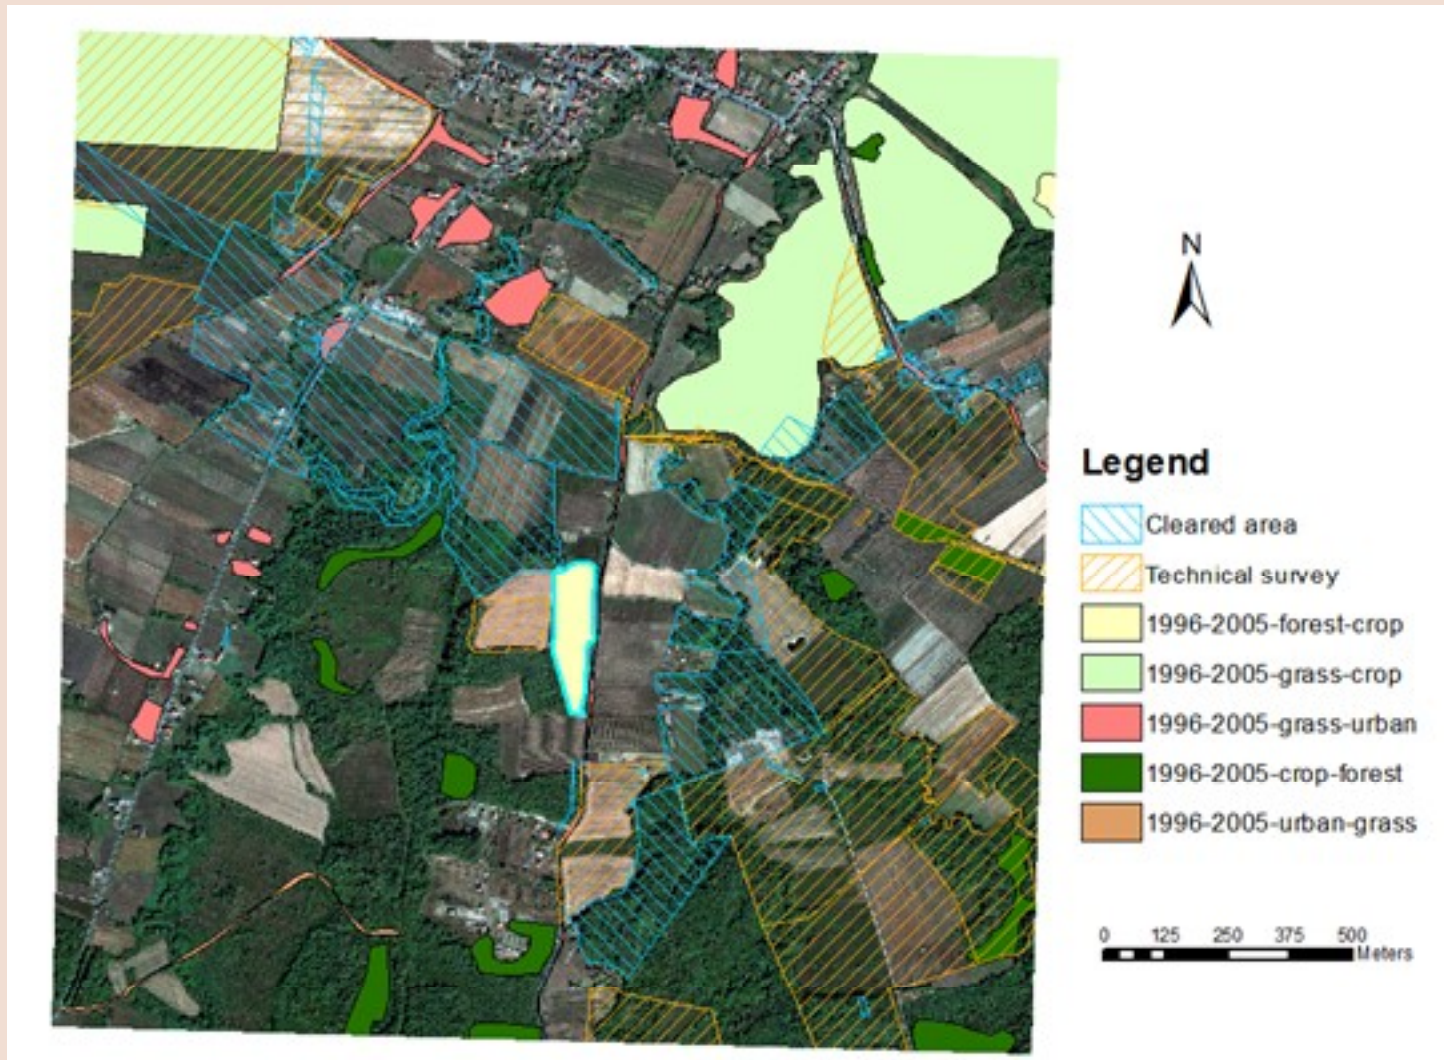 N
Legend
Cleared area
Technical survey
1996-2005-forest-crop
1996-2005-grass-crop
1996-2005-grass-urban
1996-2005-crop-forest
1996-2005-urban-grass
0 125 250 375 500
Meters